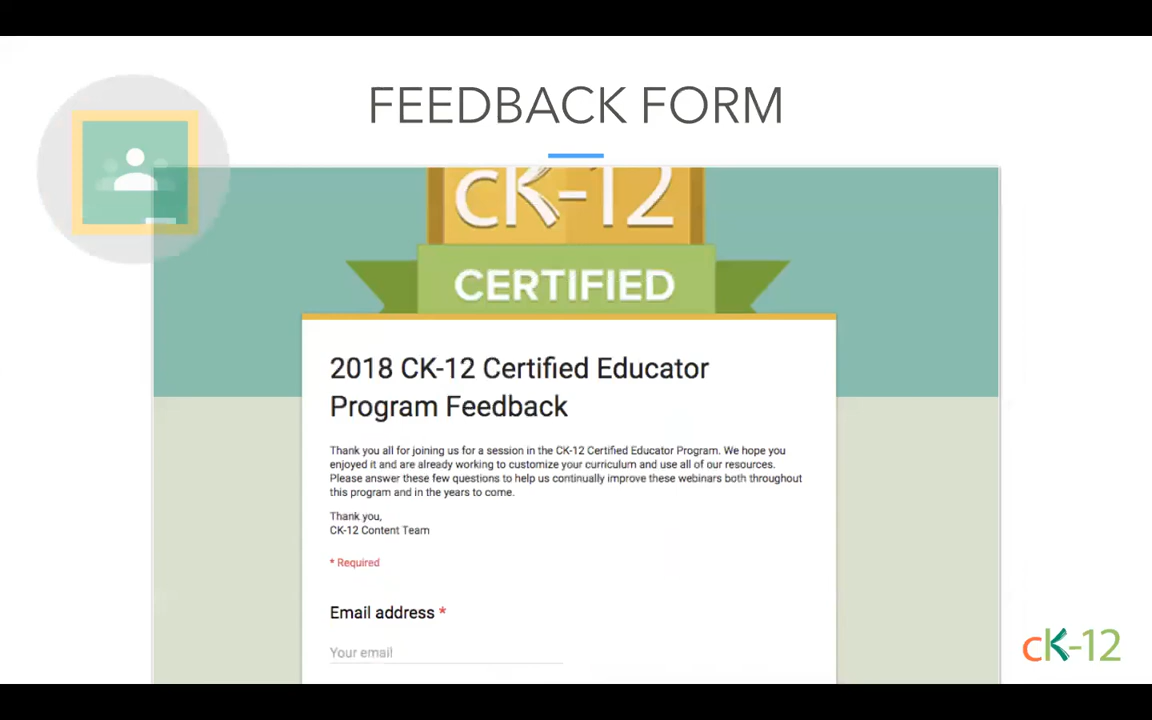 FEEDBACK FORM
cK-12
CERTIFIED
2018 CK-12 Certified Educator
Program Feedback
Thank you all for joining us for a session in the CK-12 Certified Educator Program. We hope you
enjoyed it and are already working to customize your curriculum and use all of our resources.
Please answer these few questions to help us continually improve these webinars both throughout
this program and in the years to come.
Thank you,
CK-12 Content Team
* Required
Email address *
Your email
cK-12